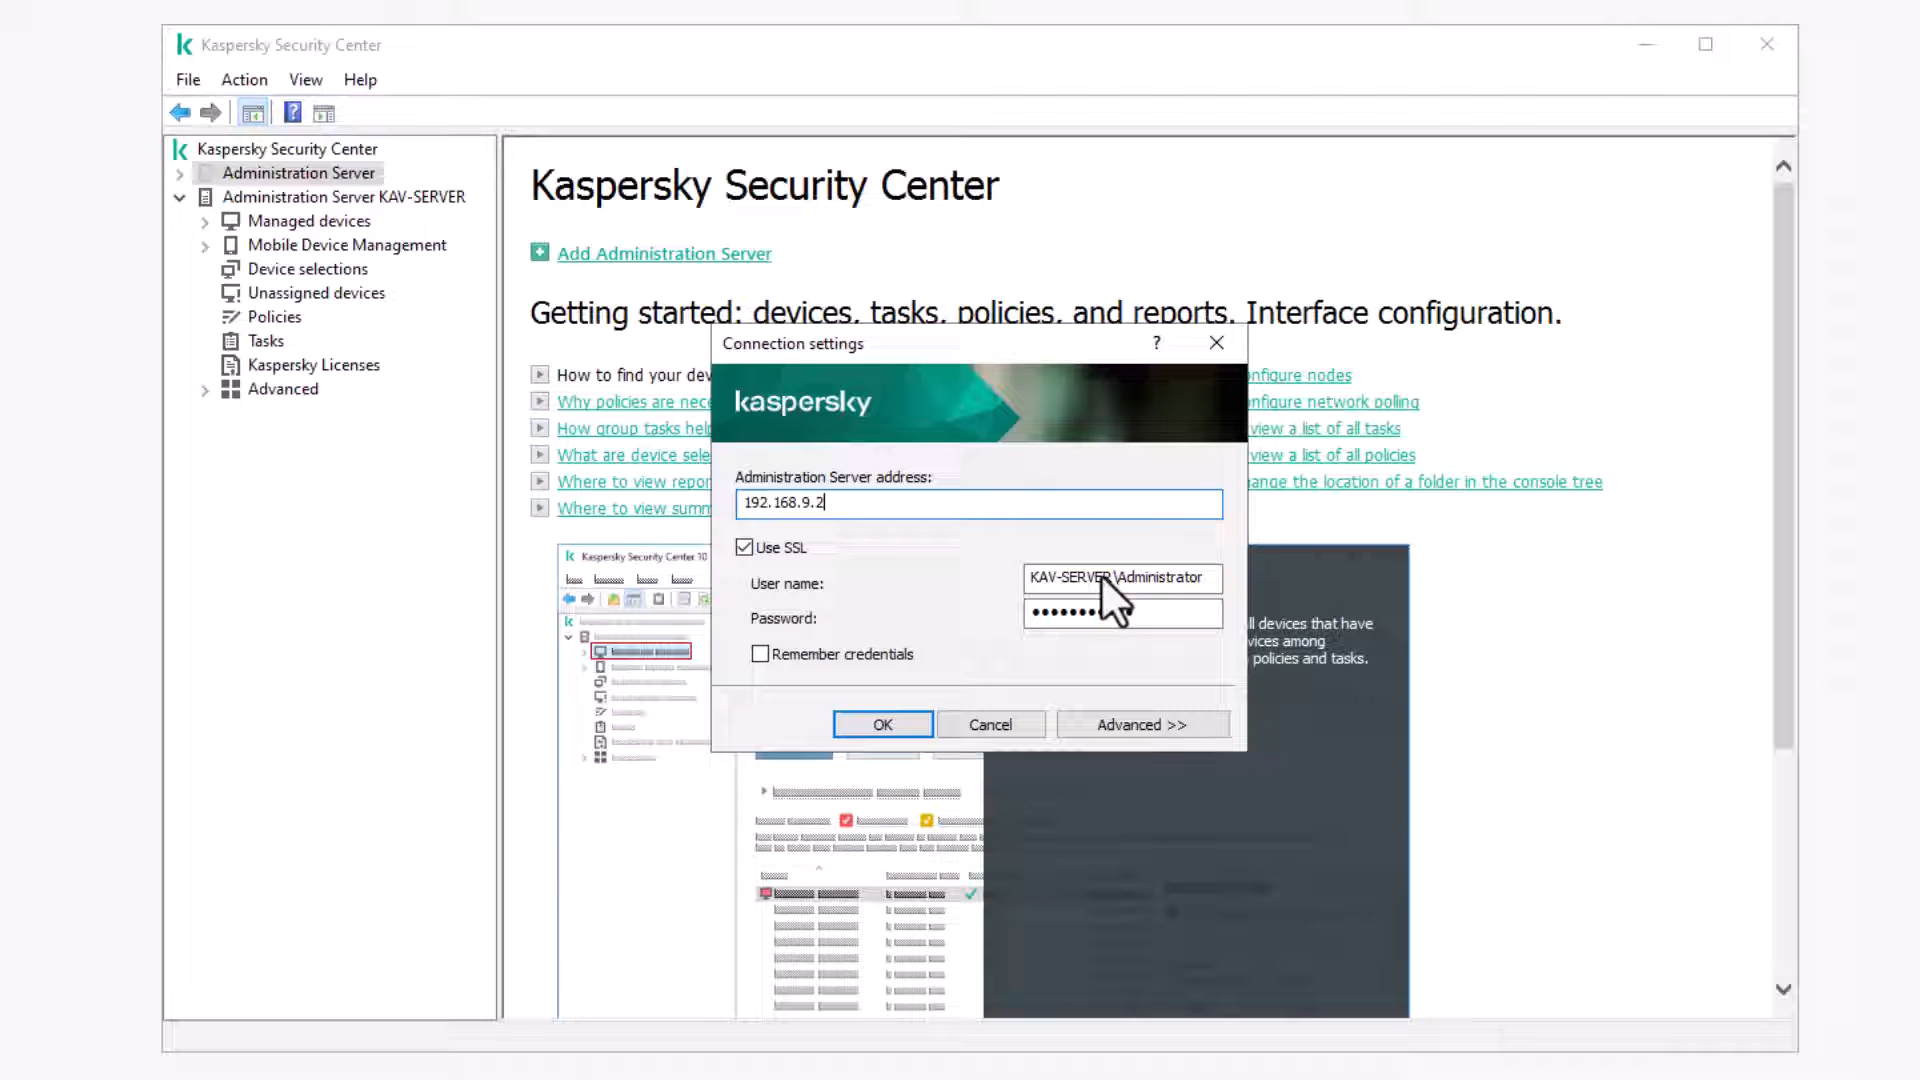 Kaspersky Security Center
File Action View Help
Kaspersky Security Center
Administration Server
Administration Server KAV-SERVER
Managed devices
Mobile Device Management
Device selections
Unassigned devices
Policies
Tasks
Kaspersky Licenses
Advanced
Kaspersky Security Center
Add Administration Server
Getting started: devices, tasks, policies, and reports. Interface configuration.
How to find your dev
Why policies are nece
How group tasks help
What are device sele
Where to view repor
Where to view summ
nfigure nodes
nfigure network polling
view a list of all tasks
view a list of all policies
ange the location of a folder in the console tree
Connection settings
kaspersky
Administration Server address:
192.168.9.2
Use SSL
User name:
KAV-SERVER\Administrator
Password:
Remember credentials
OK Cancel Advanced >>
Kaspersky Security Center 10
ll devices that have
vices among
policies and tasks.